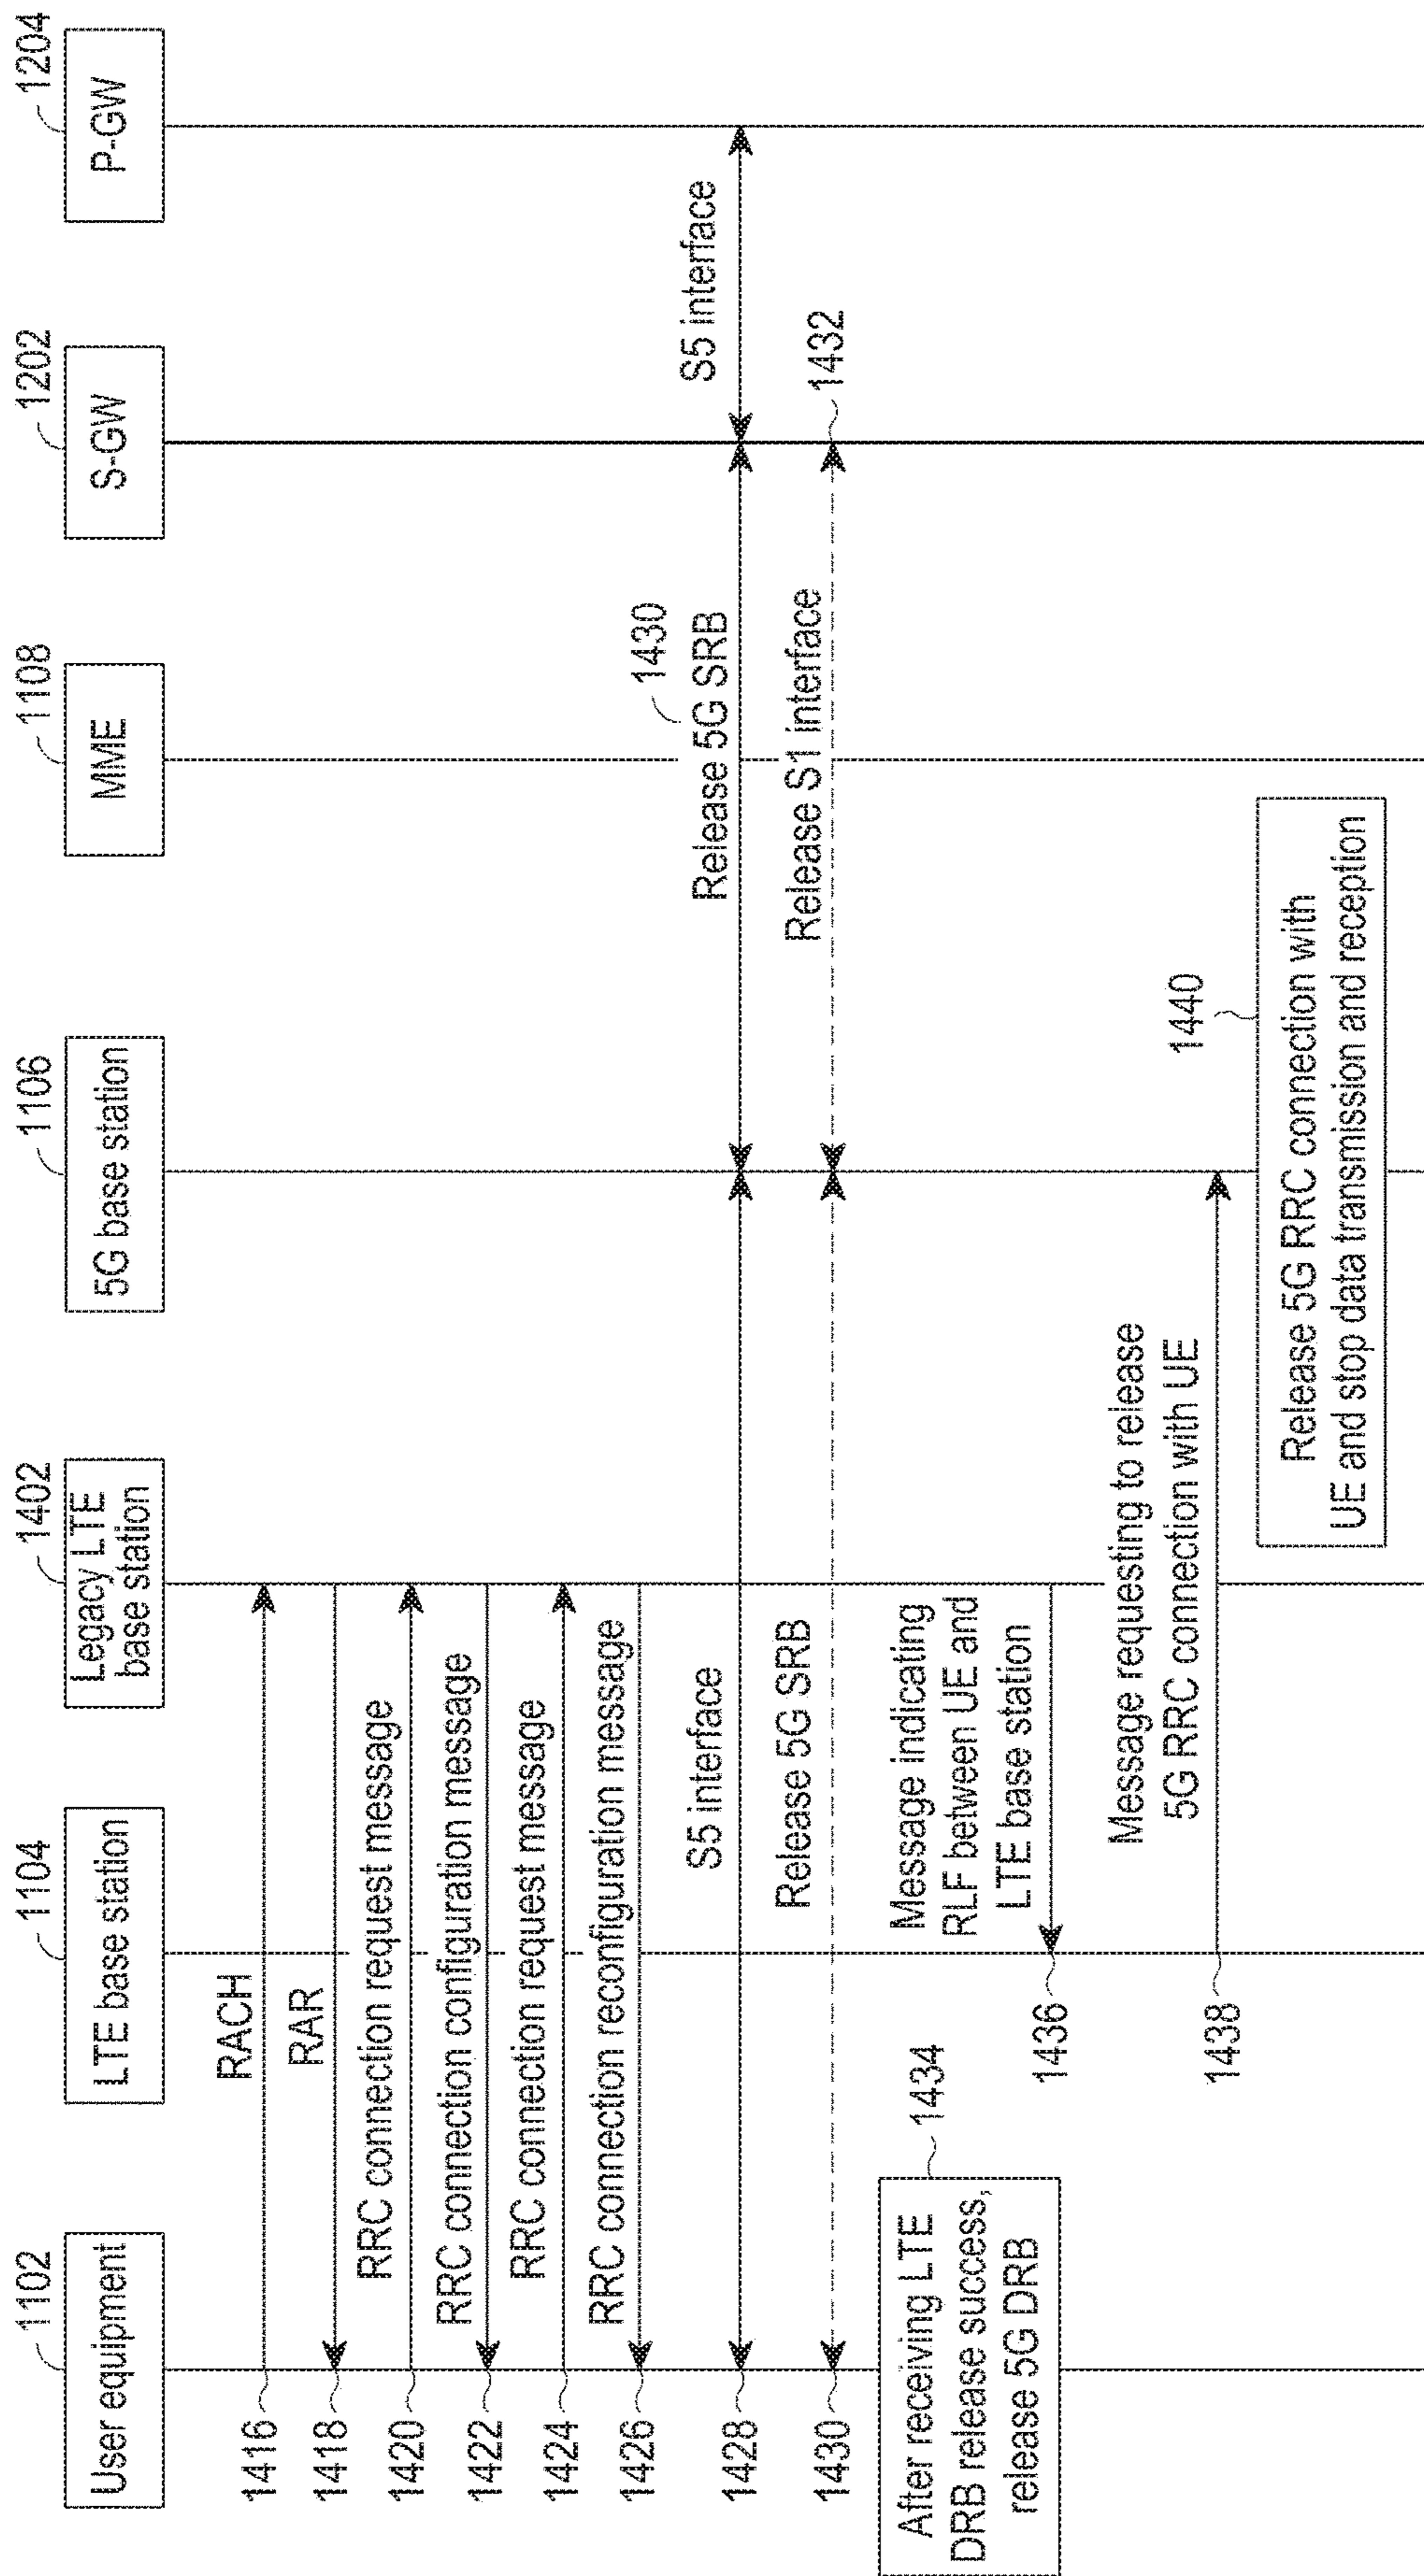 1102
User equipment
1104
LTE base station
1402
Legacy LTE
base station
1106
5G base station
1108
MME
1202
S-GW
1204
P-GW
1416
RACH
1418
RAR
1420
RRC connection request message
1422
RRC connection configuration message
1424
RRC connection request message
1426
RRC connection reconfiguration message
1428
S5 interface
1430
Release 5G SRB
S5 interface
1430
Release 5G SRB
Release S1 interface
1432
1434
After receiving LTE
DRB release success,
release 5G DRB
Message indicating
RLF between UE and
LTE base station
1436
Message requesting to release
5G RRC connection with UE
1438
1440
Release 5G RRC connection with
UE and stop data transmission and reception